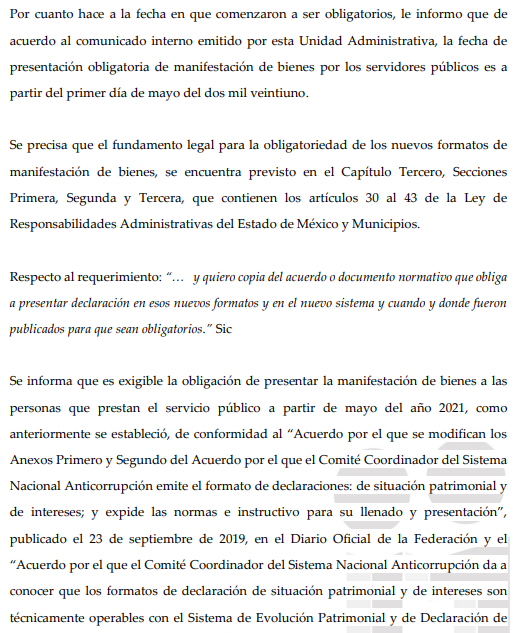 Por cuanto hace a la fecha en que comenzaron a ser obligatorios, le informo que de
acuerdo al comunicado interno emitido por esta Unidad Administrativa, la fecha de
presentación obligatoria de manifestación de bienes por los servidores públicos es a
partir del primer día de mayo del dos mil veintiuno.
Se precisa que el fundamento legal para la obligatoriedad de los nuevos formatos de
manifestación de bienes, se encuentra previsto en el Capítulo Tercero, Secciones
Primera, Segunda y Tercera, que contienen los artículos 30 al 43 de la Ley de
Responsabilidades Administrativas del Estado de México y Municipios.
Respecto al requerimiento: “… y quiero copia del acuerdo o documento normativo que obliga
a presentar declaración en esos nuevos formatos y en el nuevo sistema y cuando y donde fueron
publicados para que sean obligatorios.” Sic
Se informa que es exigible la obligación de presentar la manifestación de bienes a las
personas que prestan el servicio público a partir de mayo del año 2021, como
anteriormente se estableció, de conformidad al “Acuerdo por el que se modifican los
Anexos Primero y Segundo del Acuerdo por el que el Comité Coordinador del Sistema
Nacional Anticorrupción emite el formato de declaraciones: de situación patrimonial y
de intereses; y expide las normas e instructivo para su llenado y presentación”,
publicado el 23 de septiembre de 2019, en el Diario Oficial de la Federación y el
“Acuerdo por el que el Comité Coordinador del Sistema Nacional Anticorrupción da a
conocer que los formatos de declaración de situación patrimonial y de intereses son
técnicamente operables con el Sistema de Evolución Patrimonial y de Declaración de